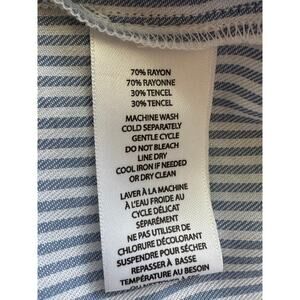 70% RAYON
70% RAYONNE
30% TENCEL
30% TENCEL
MACHINE WASH
COLD SEPARATELY
GENTLE CYCLE
DO NOT BLEACH
LINE DRY
COOL IRON IF NEEDED
OR DRY CLEAN
LAVER À LA MACHINE
À L'EAU FROIDE AU
CYCLE DÉLICAT
SÉPARÉMENT
NE PAS UTILISER DE
CHLORURE DÉCOLORANT
SUSPENDRE POUR SÉCHER
REPASSER À BASSE
TEMPÉRATURE AU BESOIN